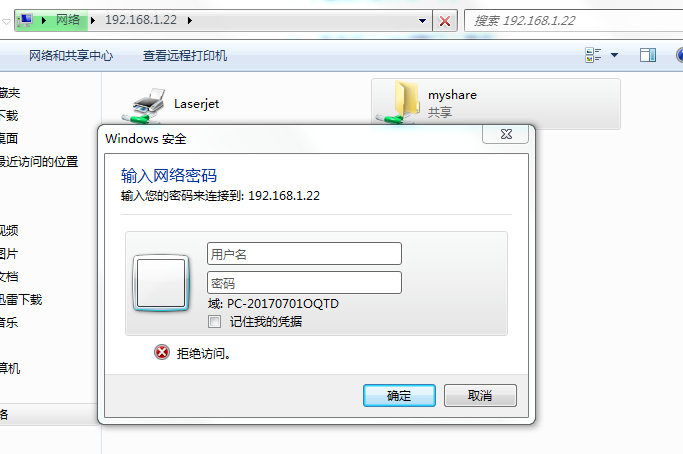 网络 192.168.1.22
搜索 192.168.1.22
网络和共享中心 查看远程打印机
藏夹
下载
桌面
最近访问的位置
视频
图片
文档
迅雷下载
音乐
算机
络
Laserjet
myshare
共享
Windows 安全
输入网络密码
输入您的密码来连接到: 192.168.1.22
用户名
密码
域: PC-20170701OQTD
记住我的凭据
拒绝访问。
确定 取消